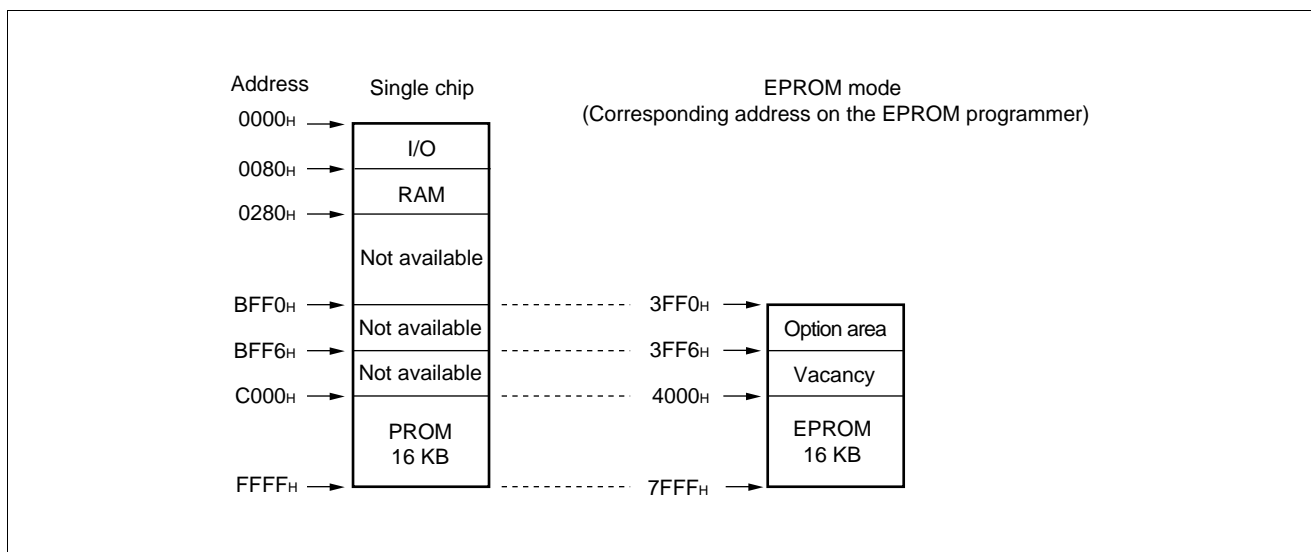 Address
Single chip
EPROM mode
(Corresponding address on the EPROM programmer)
0000H
I/O
0080H
RAM
0280H
Not available
BFF0H
3FF0H
Not available
Option area
BFF6H
3FF6H
Not available
Vacancy
C000H
4000H
PROM
16 KB
EPROM
16 KB
FFFFH
7FFFH